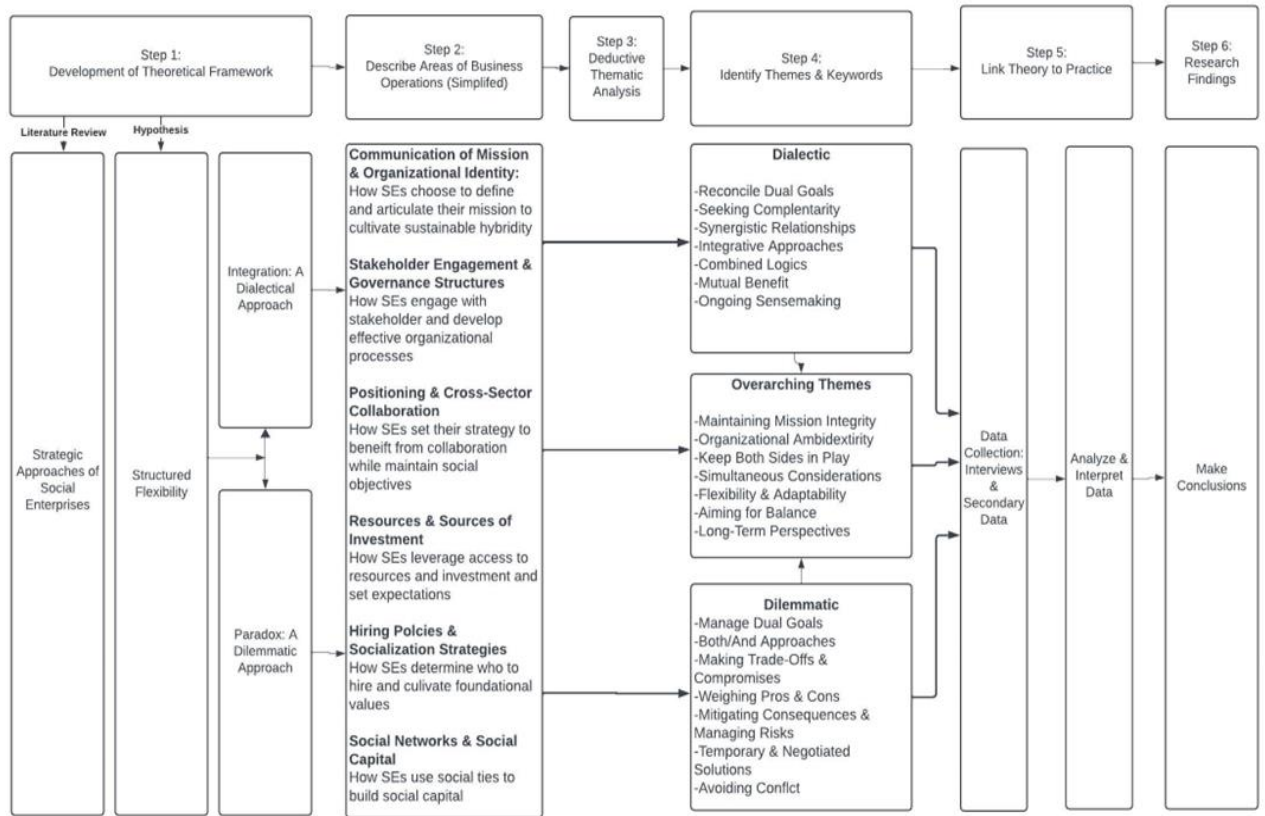 Step 1:
Development of Theoretical Framework
Step 2:
Describe Areas of Business
Operations (Simplifed)
Step 3:
Deductive
Thematic
Analysis
Step 4:
Identify Themes & Keywords
Step 5:
Link Theory to Practice
Step 6:
Research
Findings
Literature Review
Hypothesis
Strategic
Approaches of
Social
Enterprises
Structured
Flexibility
Integration: A
Dialectical
Approach
Paradox: A
Dilemmatic
Approach
Communication of Mission
& Organizational Identity:
How SEs choose to define
and articulate their mission to
cultivate sustainable hybridity
Stakeholder Engagement &
Governance Structures
How SEs engage with
stakeholder and develop
effective organizational
processes
Positioning & Cross-Sector
Collaboration
How SEs set their strategy to
beneift from collaboration
while maintain social
objectives
Resources & Sources of
Investment
How SEs leverage access to
resources and investment and
set expectations
Hiring Polcies &
Socialization Strategies
How SEs determine who to
hire and culivate foundational
values
Social Networks & Social
Capital
How SEs use social ties to
build social capital
Dialectic
-Reconcile Dual Goals
-Seeking Complentarity
-Synergistic Relationships
-Integrative Approaches
-Combined Logics
-Mutual Benefit
-Ongoing Sensemaking
Overarching Themes
-Maintaining Mission Integrity
-Organizational Ambidextirity
-Keep Both Sides in Play
-Simultaneous Considerations
-Flexibility & Adaptability
-Aiming for Balance
-Long-Term Perspectives
Dilemmatic
-Manage Dual Goals
-Both/And Approaches
-Making Trade-Offs &
Compromises
-Weighing Pros & Cons
-Mitigating Consequences &
Managing Risks
-Temporary & Negotiated
Solutions
-Avoiding Conflct
Data
Collection:
Interviews
&
Secondary
Data
Analyze &
Interpret
Data
Make
Conclusions